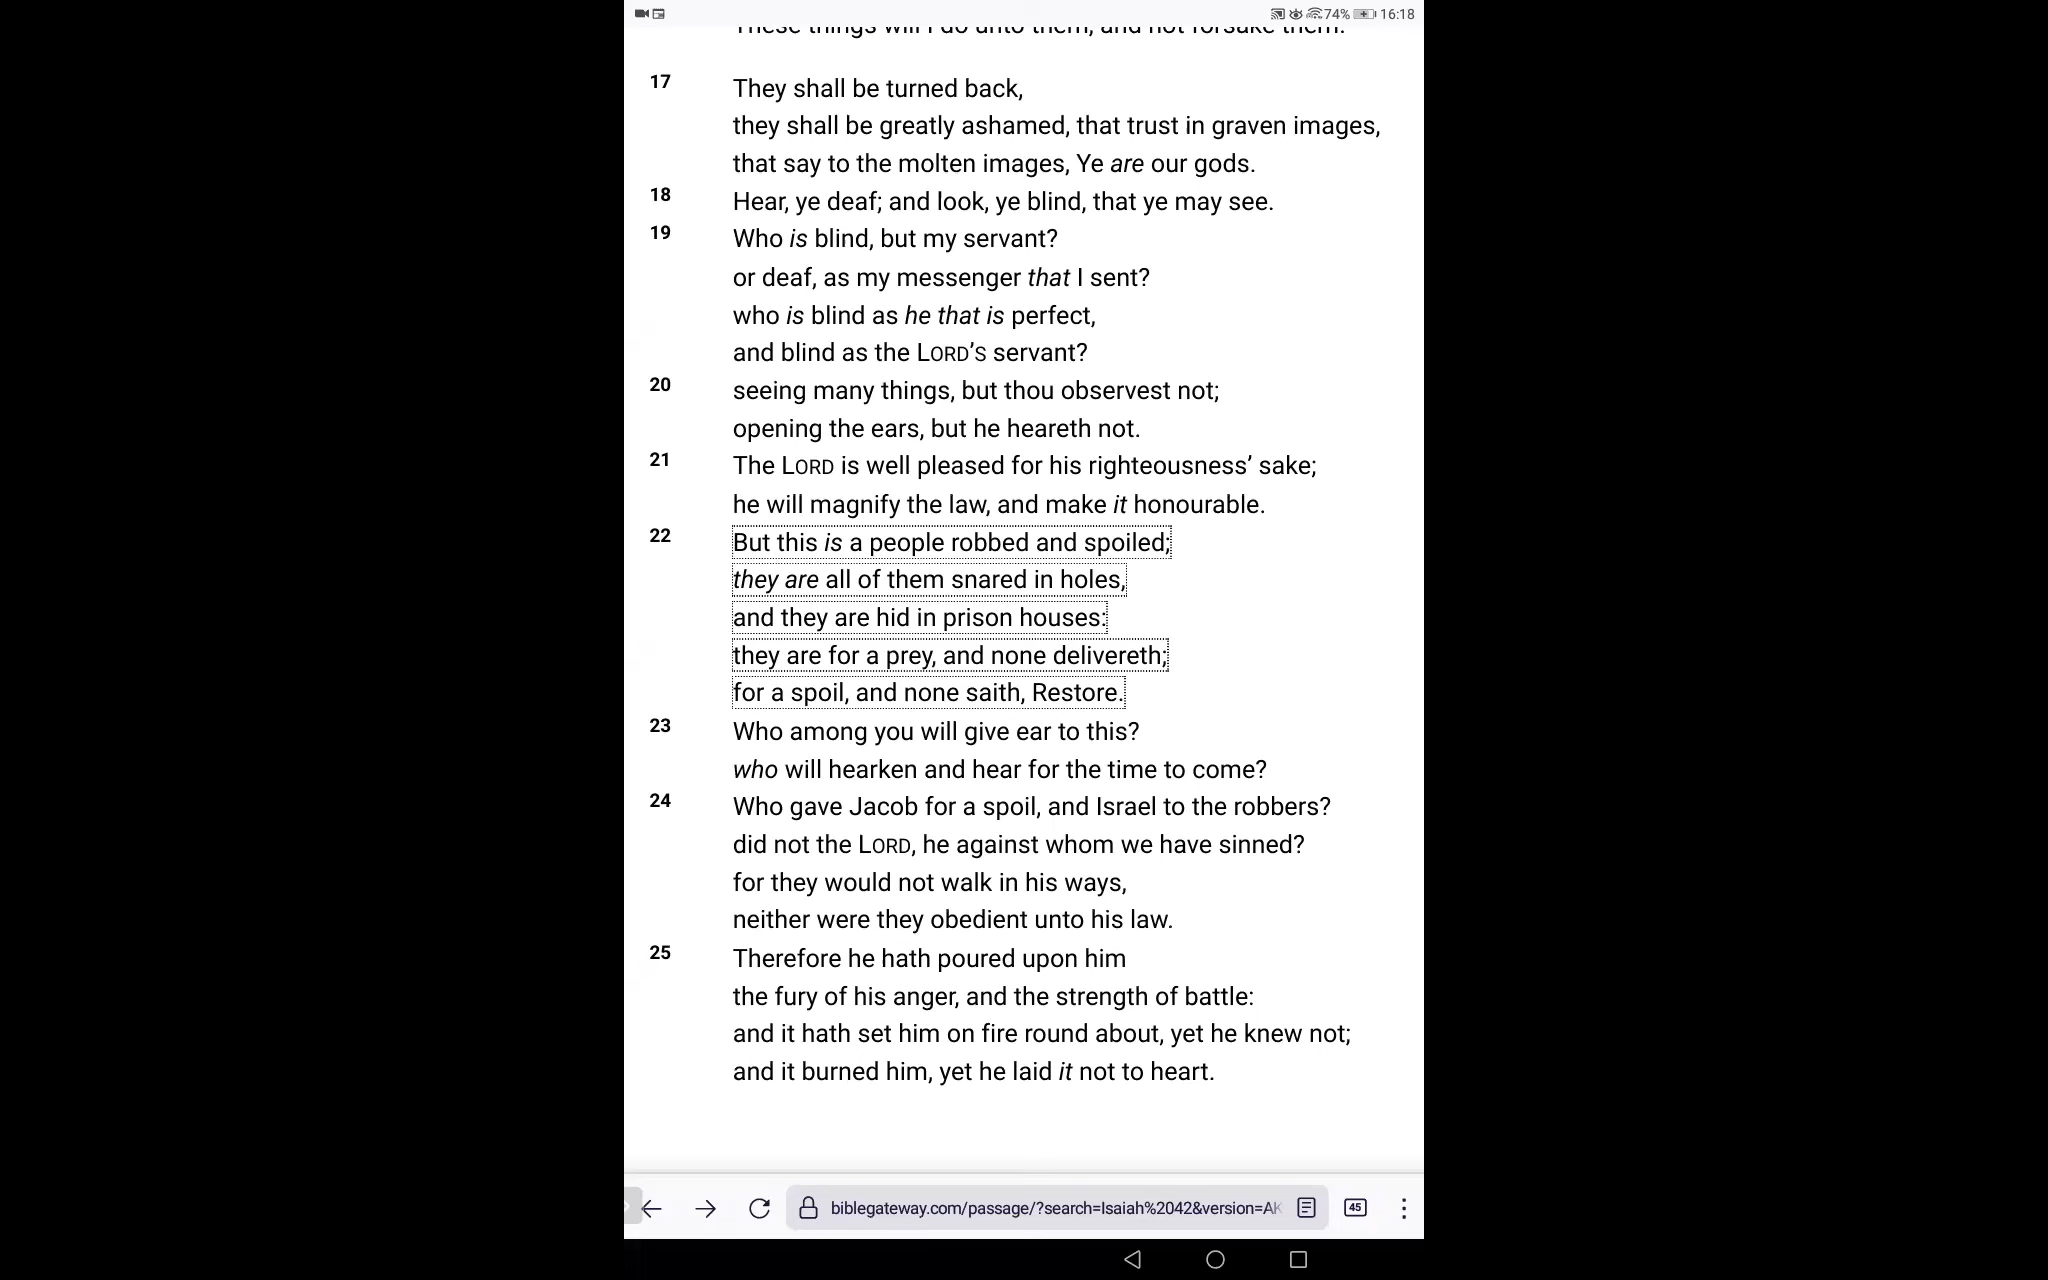 74% 16:18
These things will I do unto them, and not forsake them.
17 They shall be turned back,
they shall be greatly ashamed, that trust in graven images,
that say to the molten images, Ye are our gods.
18 Hear, ye deaf; and look, ye blind, that ye may see.
19 Who is blind, but my servant?
or deaf, as my messenger that I sent?
who is blind as he that is perfect,
and blind as the LORD’S servant?
20 seeing many things, but thou observest not;
opening the ears, but he heareth not.
21 The LORD is well pleased for his righteousness’ sake;
he will magnify the law, and make it honourable.
22 But this is a people robbed and spoiled;
they are all of them snared in holes,
and they are hid in prison houses:
they are for a prey, and none delivereth;
for a spoil, and none saith, Restore.
23 Who among you will give ear to this?
who will hearken and hear for the time to come?
24 Who gave Jacob for a spoil, and Israel to the robbers?
did not the LORD, he against whom we have sinned?
for they would not walk in his ways,
neither were they obedient unto his law.
25 Therefore he hath poured upon him
the fury of his anger, and the strength of battle:
and it hath set him on fire round about, yet he knew not;
and it burned him, yet he laid it not to heart.
biblegateway.com/passage/?search=Isaiah%2042&version=AK 45